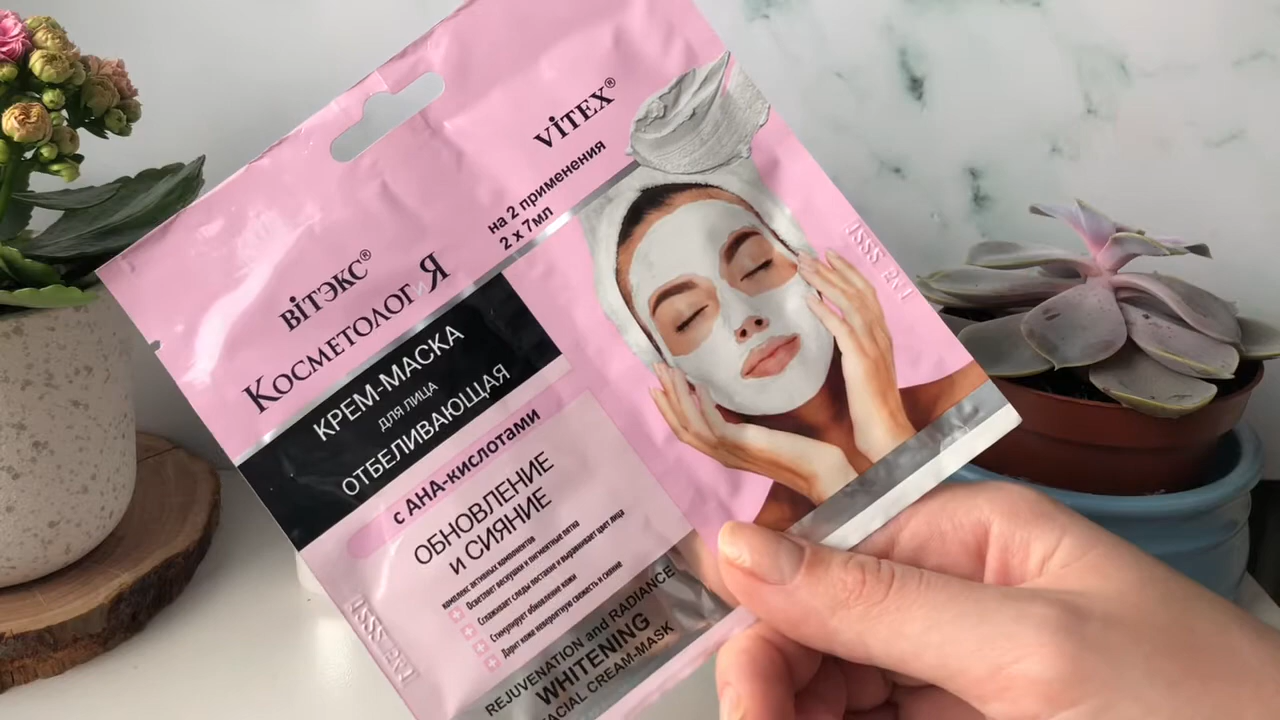 ViTEX®
на 2 применения
2 x 7мл
ВіТЭКС®
КосметологиЯ
КРЕМ-МАСКА
ДЛЯ ЛИЦА
ОТБЕЛИВАЮЩАЯ
с АНА-кислотами
ОБНОВЛЕНИЕ
И СИЯНИЕ
комплекс активных компонентов
Осветляет веснушки и пигментные пятна
Сглаживает следы постакне и выравнивает цвет лица
Стимулирует обновление кожи
Дарит коже невероятную свежесть и сияние
REJUVENATION and RADIANCE
WHITENING
FACIAL CREAM-MASK